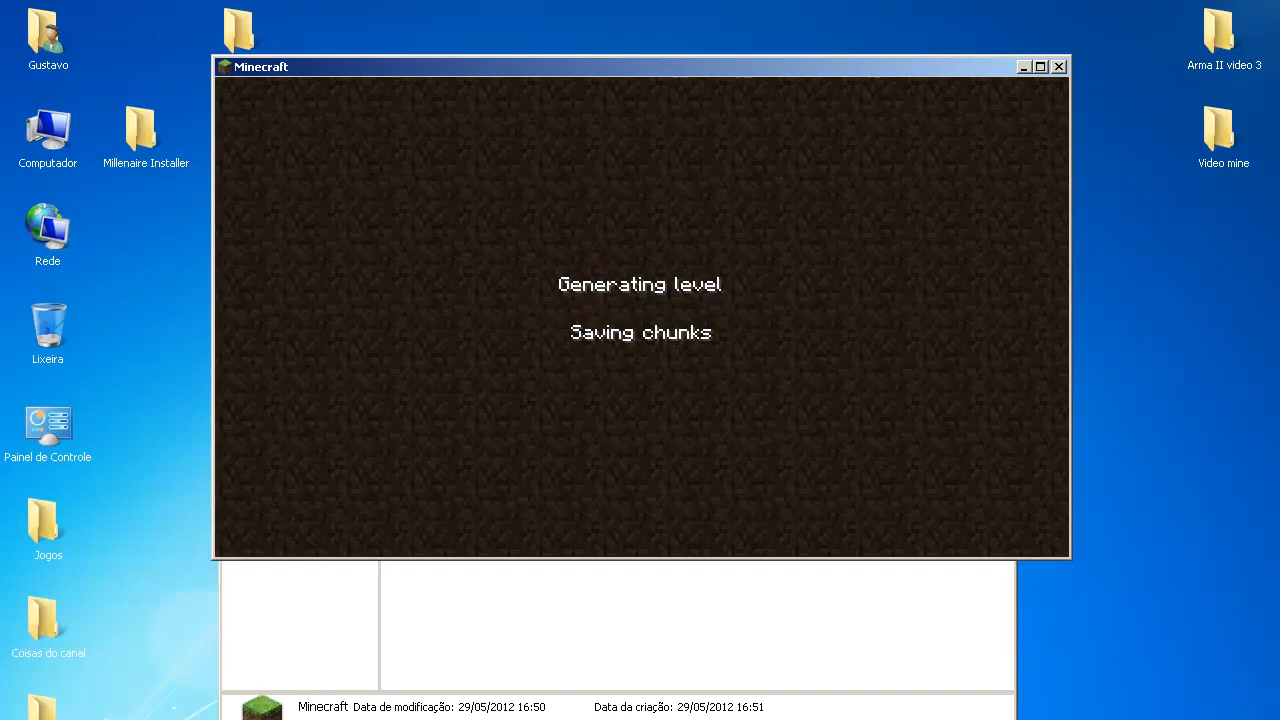 Gustavo
Arma II video 3
Minecraft
Computador
Millenaire Installer
Video mine
Rede
Generating level
Saving chunks
Lixeira
Painel de Controle
Jogos
Coisas do canal
Minecraft Data de modificação: 29/05/2012 16:50 Data da criação: 29/05/2012 16:51